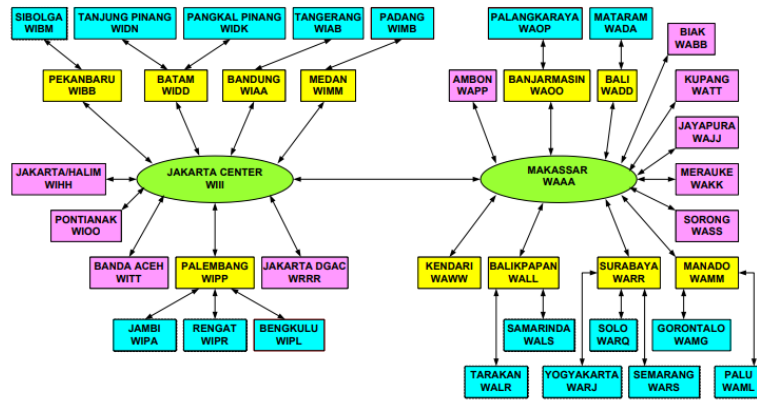 SIBOLGA
WIBM
TANJUNG PINANG
WIDN
PANGKAL PINANG
WIDK
TANGERANG
WIAB
PADANG
WIMB
PALANGKARAYA
WAOP
MATARAM
WADA
BIAK
WABB
PEKANBARU
WIBB
BATAM
WIDD
BANDUNG
WIAA
MEDAN
WIMM
AMBON
WAPP
BANJARMASIN
WAOO
BALI
WADD
KUPANG
WATT
JAYAPURA
WAJJ
JAKARTA/HALIM
WIHH
JAKARTA CENTER
WIII
MAKASSAR
WAAA
MERAUKE
WAKK
PONTIANAK
WIOO
SORONG
WASS
BANDA ACEH
WITT
PALEMBANG
WIPP
JAKARTA DGAC
WRRR
KENDARI
WAWW
BALIKPAPAN
WALL
SURABAYA
WARR
MANADO
WAMM
JAMBI
WIPA
RENGAT
WIPR
BENGKULU
WIPL
SAMARINDA
WALS
SOLO
WARQ
GORONTALO
WAMG
TARAKAN
WALR
YOGYAKARTA
WARJ
SEMARANG
WARS
PALU
WAML